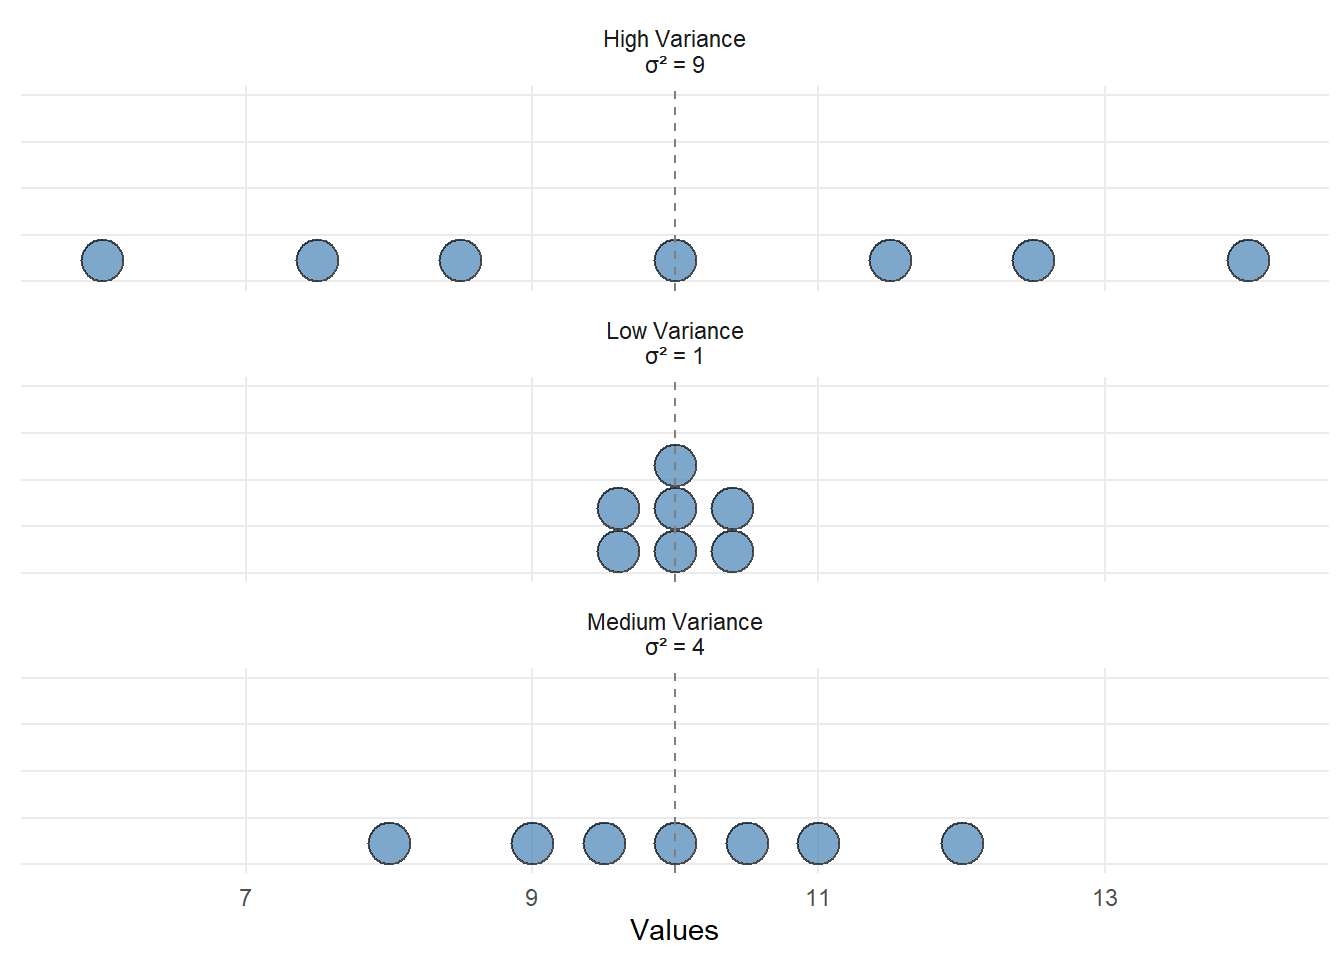 High Variance
σ² = 9
Low Variance
σ² = 1
Medium Variance
σ² = 4
7 9 11 13
Values